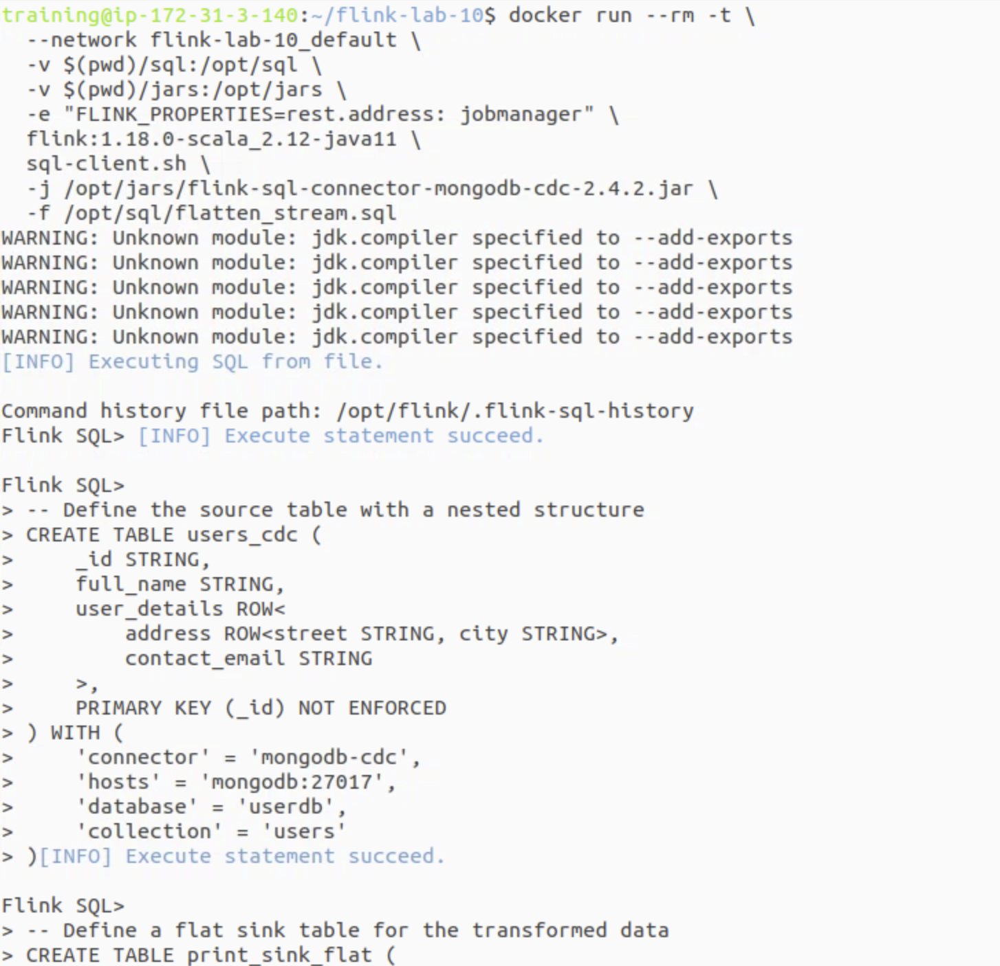 training@ip-172-31-3-140:~/flink-lab-10$ docker run --rm -t \
  --network flink-lab-10_default \
  -v $(pwd)/sql:/opt/sql \
  -v $(pwd)/jars:/opt/jars \
  -e "FLINK_PROPERTIES=rest.address: jobmanager" \
  flink:1.18.0-scala_2.12-java11 \
  sql-client.sh \
  -j /opt/jars/flink-sql-connector-mongodb-cdc-2.4.2.jar \
  -f /opt/sql/flatten_stream.sql
WARNING: Unknown module: jdk.compiler specified to --add-exports
WARNING: Unknown module: jdk.compiler specified to --add-exports
WARNING: Unknown module: jdk.compiler specified to --add-exports
WARNING: Unknown module: jdk.compiler specified to --add-exports
WARNING: Unknown module: jdk.compiler specified to --add-exports
[INFO] Executing SQL from file.

Command history file path: /opt/flink/.flink-sql-history
Flink SQL> [INFO] Execute statement succeed.

Flink SQL>
> -- Define the source table with a nested structure
> CREATE TABLE users_cdc (
>     _id STRING,
>     full_name STRING,
>     user_details ROW<
>         address ROW<street STRING, city STRING>,
>         contact_email STRING
>     >,
>     PRIMARY KEY (_id) NOT ENFORCED
> ) WITH (
>     'connector' = 'mongodb-cdc',
>     'hosts' = 'mongodb:27017',
>     'database' = 'userdb',
>     'collection' = 'users'
> )[INFO] Execute statement succeed.

Flink SQL>
> -- Define a flat sink table for the transformed data
> CREATE TABLE print_sink_flat (